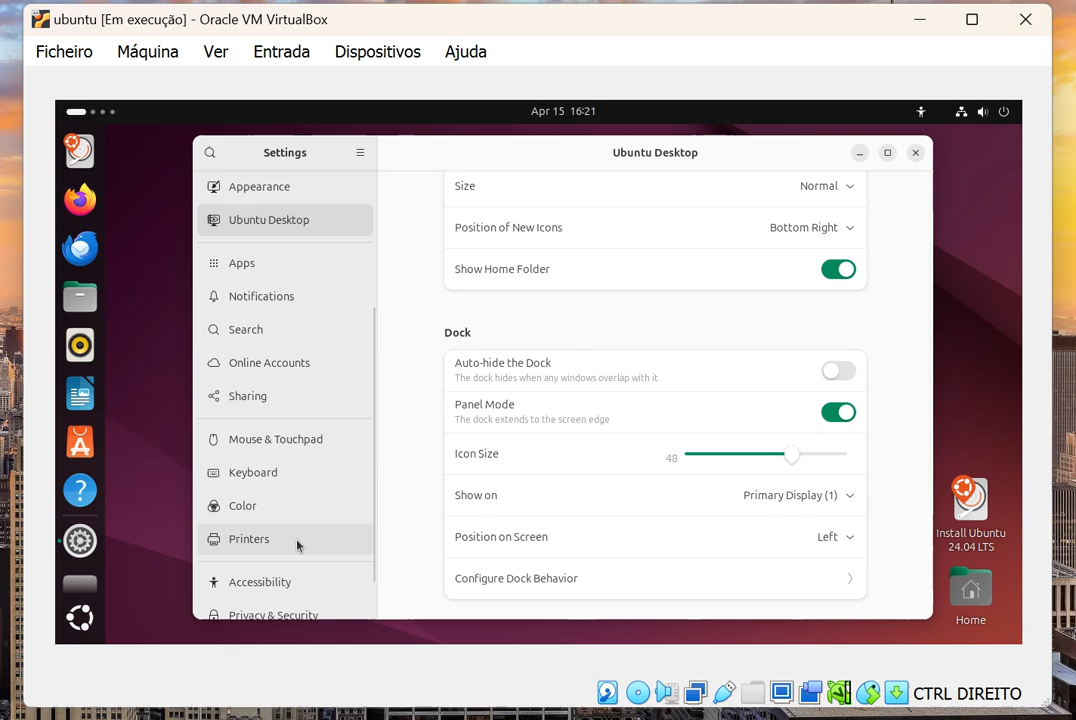 ubuntu [Em execução] - Oracle VM VirtualBox
Ficheiro Máquina Ver Entrada Dispositivos Ajuda
Apr 15 16:21
Settings
Ubuntu Desktop
Appearance
Ubuntu Desktop
Apps
Notifications
Search
Online Accounts
Sharing
Mouse & Touchpad
Keyboard
Color
Printers
Accessibility
Privacy & Security
Size Normal
Position of New Icons Bottom Right
Show Home Folder
Dock
Auto-hide the Dock
The dock hides when any windows overlap with it
Panel Mode
The dock extends to the screen edge
Icon Size 48
Show on Primary Display (1)
Position on Screen Left
Configure Dock Behavior
Install Ubuntu
24.04 LTS
Home
CTRL DIREITO